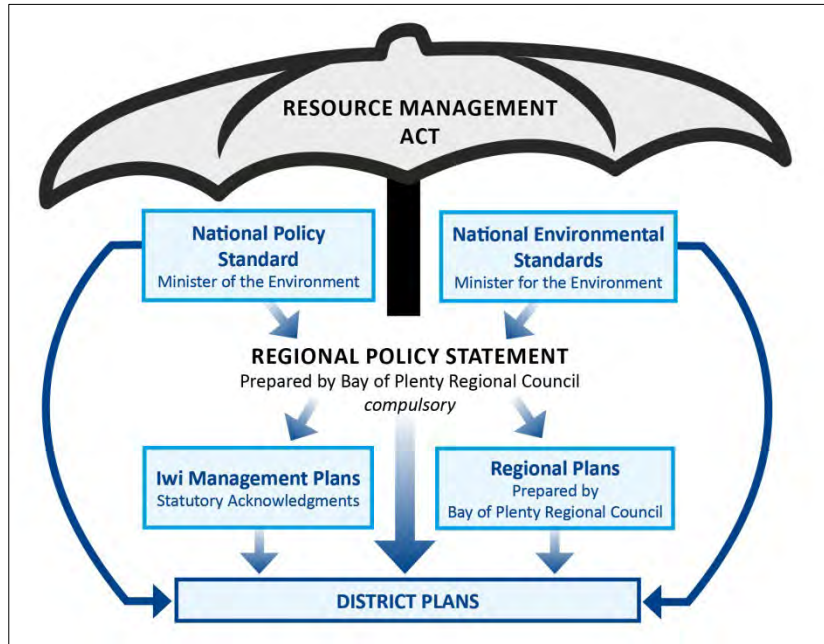 RESOURCE MANAGEMENT
ACT
National Policy
Standard
Minister of the Environment
National Environmental
Standards
Minister for the Environment
REGIONAL POLICY STATEMENT
Prepared by Bay of Plenty Regional Council
compulsory
Iwi Management Plans
Statutory Acknowledgments
Regional Plans
Prepared by
Bay of Plenty Regional Council
DISTRICT PLANS